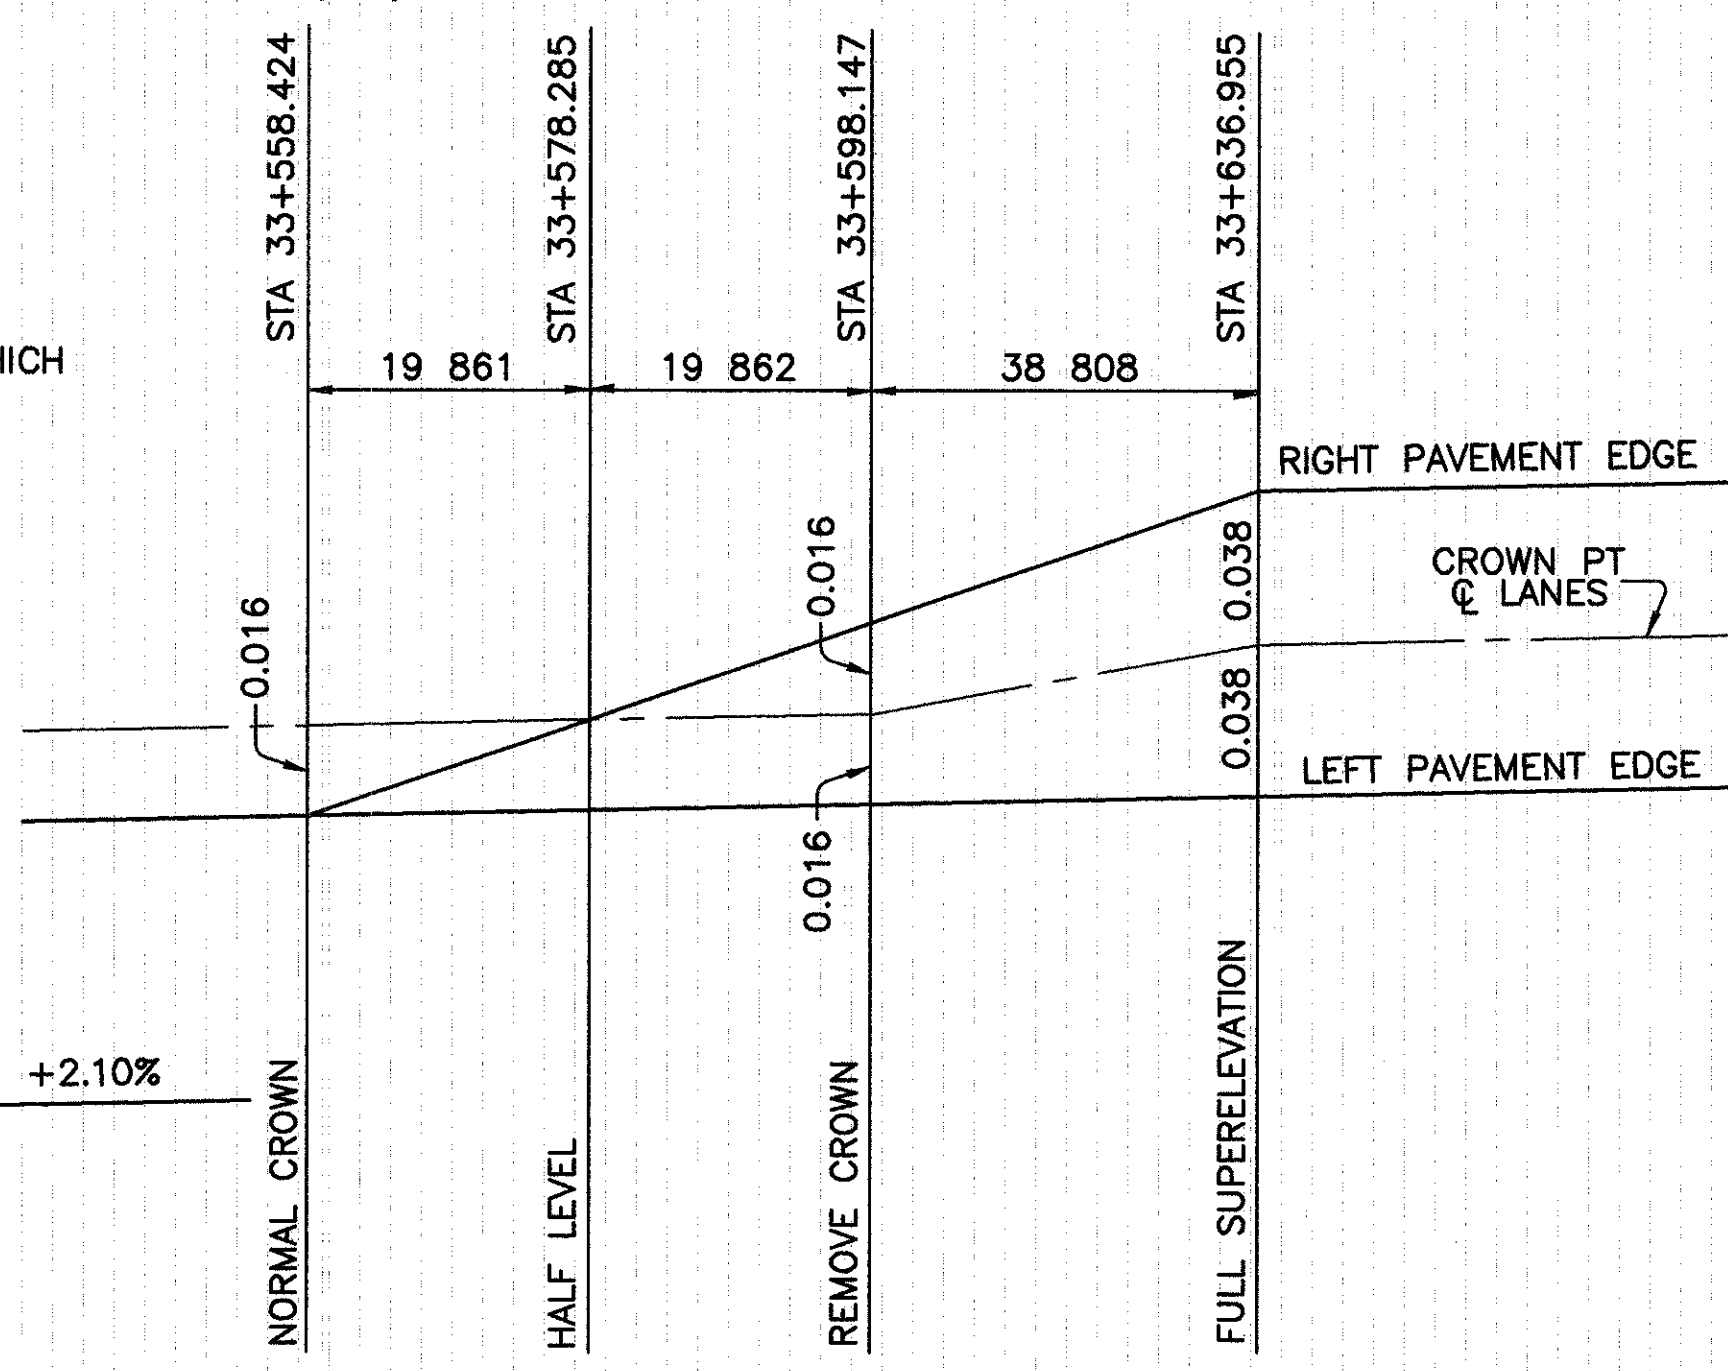 STA 33+558.424
STA 33+578.285
STA 33+598.147
STA 33+636.955
19 861
19 862
38 808
RIGHT PAVEMENT EDGE
0.016
0.016
0.038
CROWN PT
℄ LANES
0.038
LEFT PAVEMENT EDGE
0.016
+2.10%
NORMAL CROWN
HALF LEVEL
REMOVE CROWN
FULL SUPERELEVATION